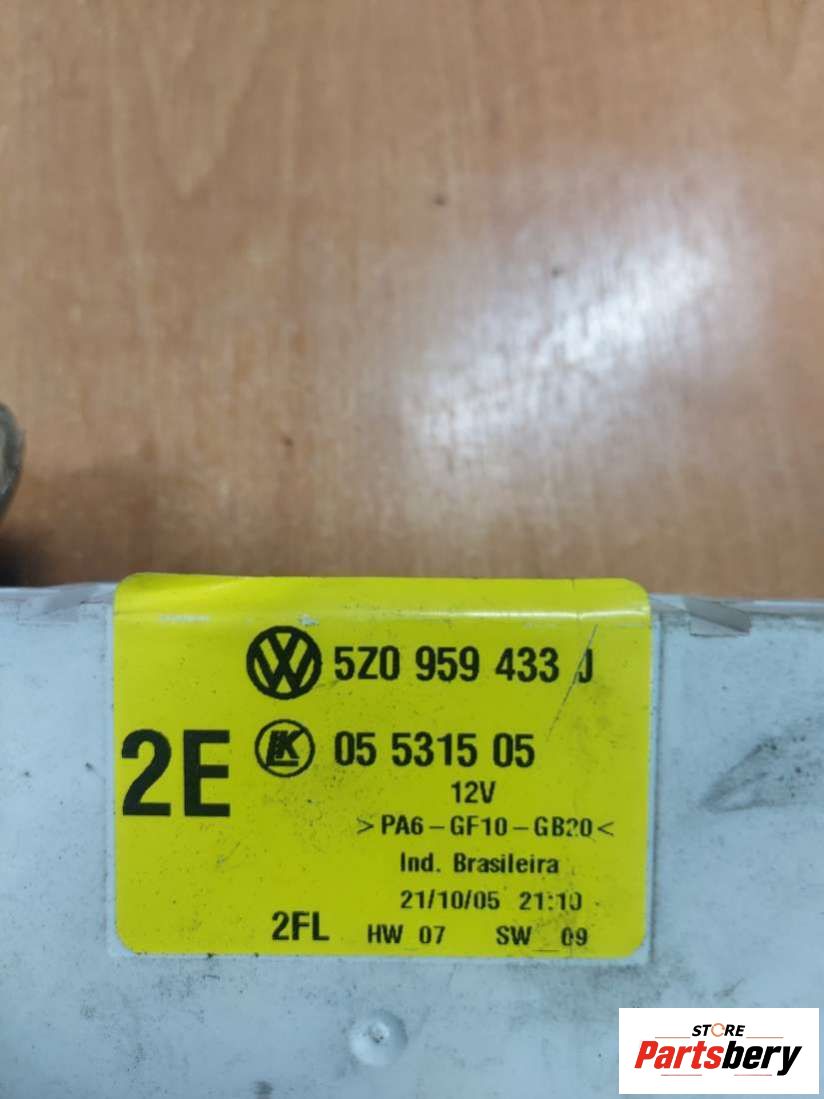 5Z0 959 433 J
2E
LK 05 5315 05
12V
>PA6-GF10-GB20<
Ind. Brasileira
21/10/05 21:10
2FL HW 07 SW 09
STORE
Partsbery